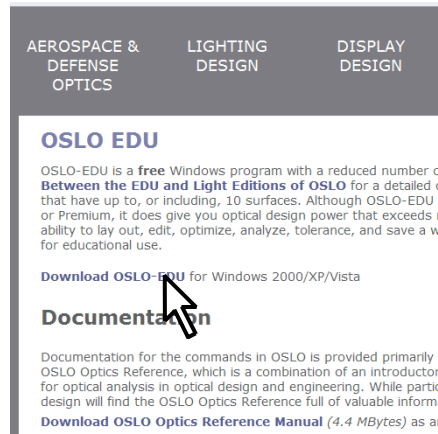 AEROSPACE & DEFENSE OPTICS
LIGHTING DESIGN
DISPLAY DESIGN
OSLO EDU
OSLO-EDU is a free Windows program with a reduced number
Between the EDU and Light Editions of OSLO for a detailed
that have up to, or including, 10 surfaces. Although OSLO-EDU
or Premium, it does give you optical design power that exceeds
ability to lay out, edit, optimize, analyze, tolerance, and save a
for educational use.
Download OSLO-EDU for Windows 2000/XP/Vista
Documentation
Documentation for the commands in OSLO is provided primarily
OSLO Optics Reference, which is a combination of an
for optical analysis in optical design and engineering. While
design will find the OSLO Optics Reference full of valuable
Download OSLO Optics Reference Manual (4.4 MBytes) as